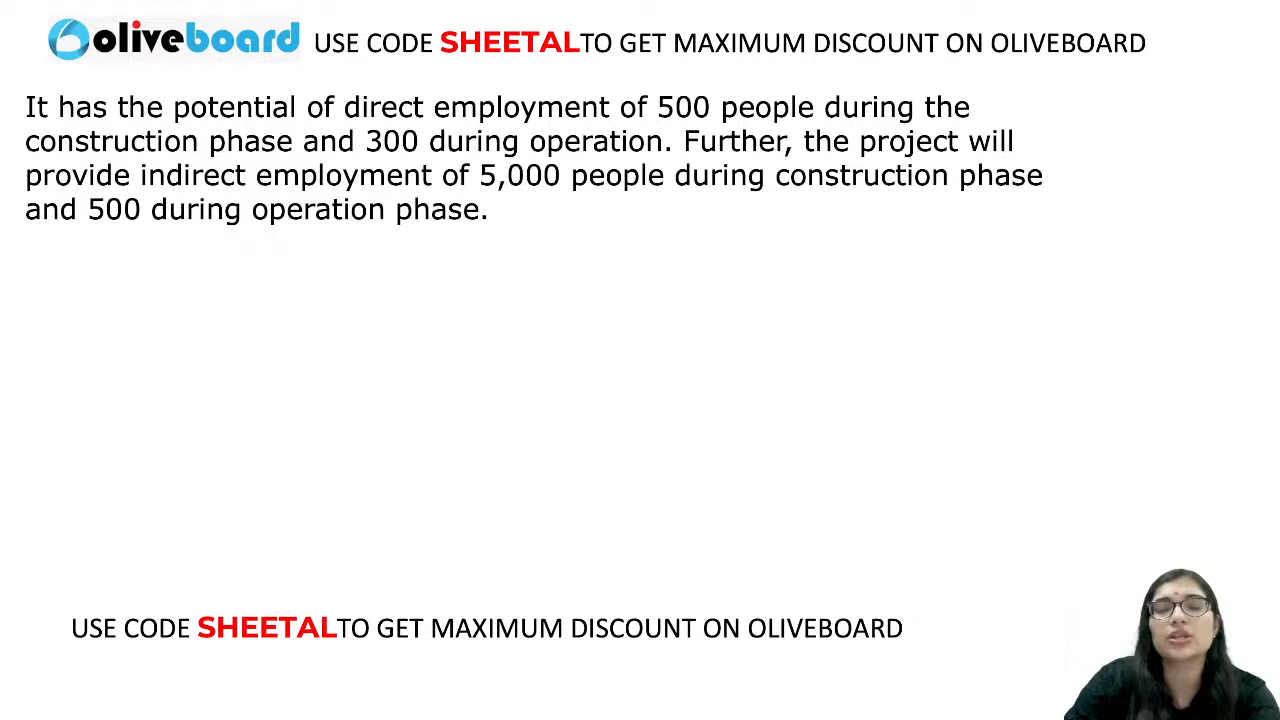 oliveboard USE CODE SHEETAL TO GET MAXIMUM DISCOUNT ON OLIVEBOARD
It has the potential of direct employment of 500 people during the
construction phase and 300 during operation. Further, the project will
provide indirect employment of 5,000 people during construction phase
and 500 during operation phase.
USE CODE SHEETAL TO GET MAXIMUM DISCOUNT ON OLIVEBOARD